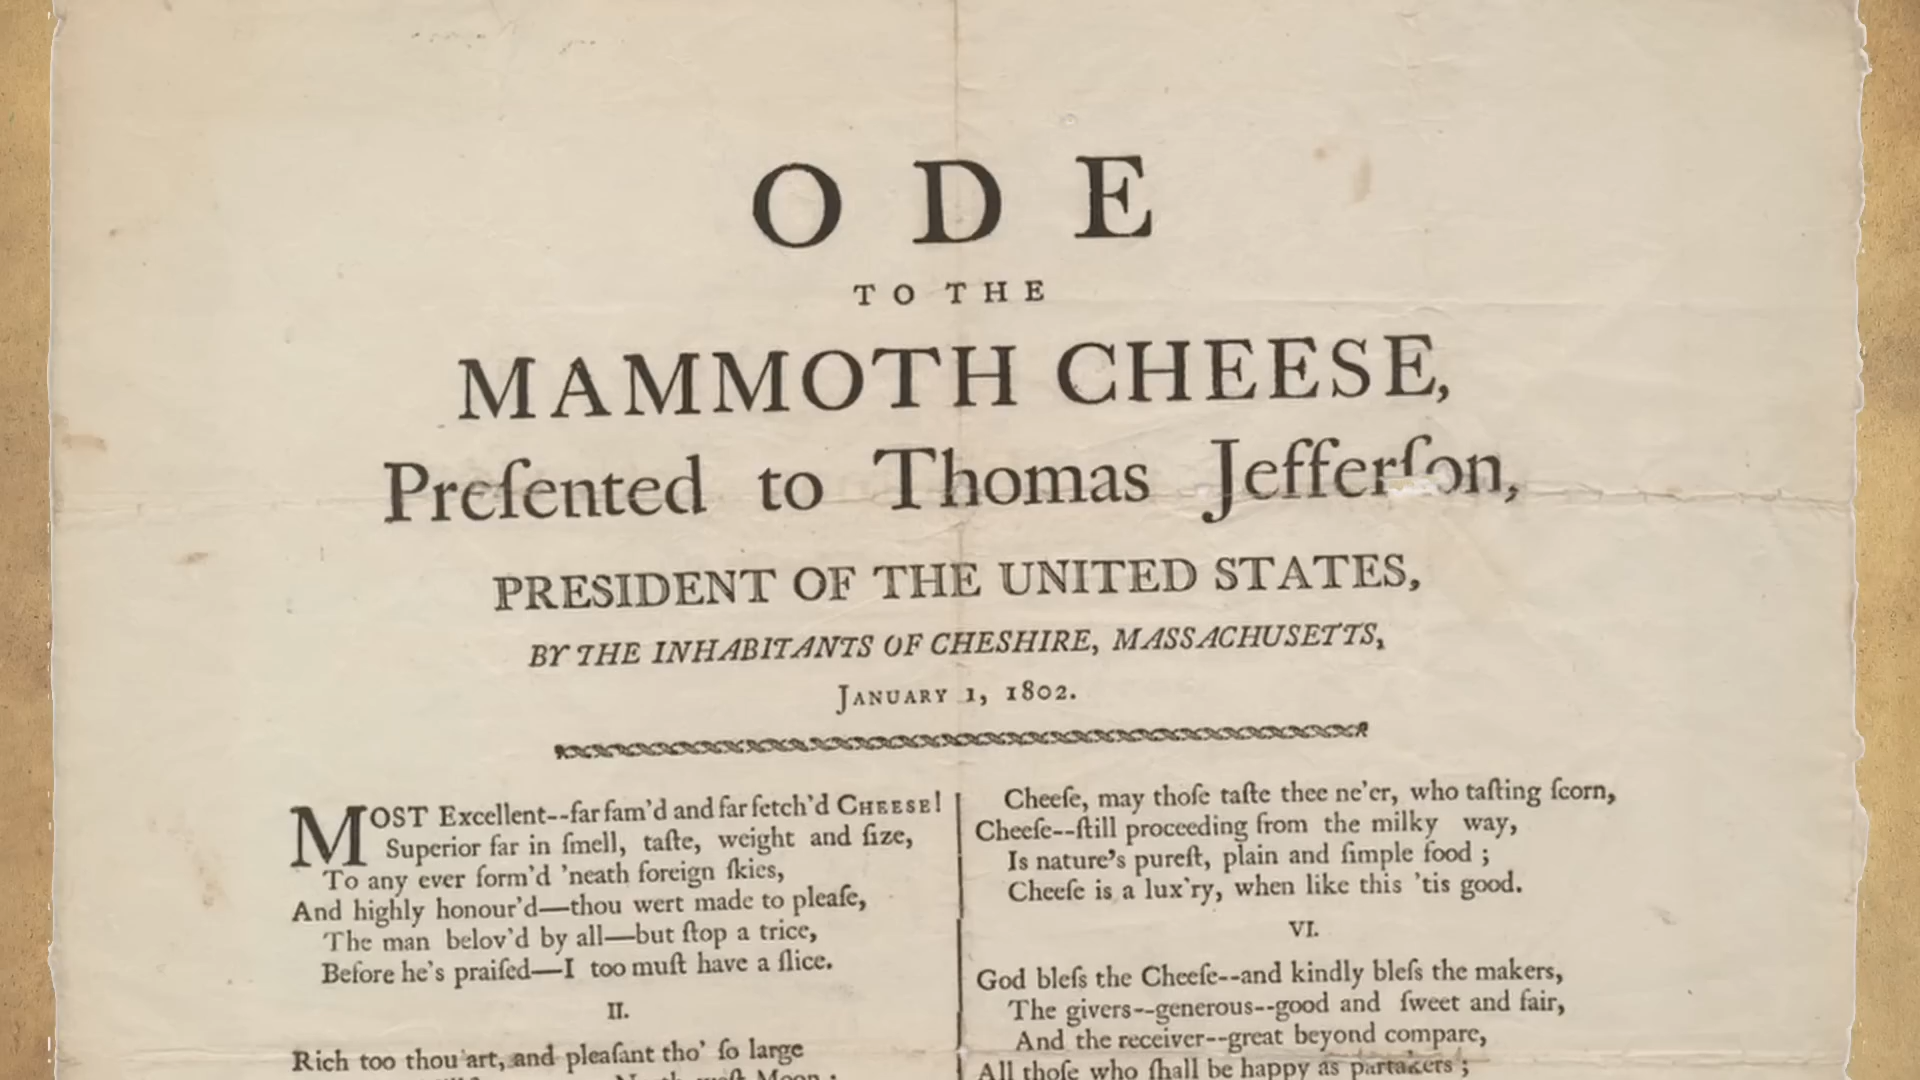 ODE
TO THE
MAMMOTH CHEESE,
Preſented to Thomas Jefferſon,
PRESIDENT OF THE UNITED STATES,
BY THE INHABITANTS OF CHESHIRE, MASSACHUSETTS,
JANUARY 1, 1802.
MOST Excellent--far fam'd and far fetch'd CHEESE!
Superior far in ſmell, taſte, weight and ſize,
To any ever form'd 'neath foreign ſkies,
And highly honour'd—thou wert made to pleaſe,
The man belov'd by all—but ſtop a trice,
Before he's praiſed—I too muſt have a ſlice.
II.
Rich too thou art, and pleaſant tho' ſo large
Moon;
Cheeſe, may thoſe taſte thee ne'er, who taſting ſcorn,
Cheeſe--ſtill proceeding from the milky way,
Is nature's pureſt, plain and ſimple food;
Cheeſe is a lux'ry, when like this 'tis good.
VI.
God bleſs the Cheeſe--and kindly bleſs the makers,
The givers--generous--good and ſweet and fair,
And the receiver--great beyond compare,
All thoſe who ſhall be happy as partakers;